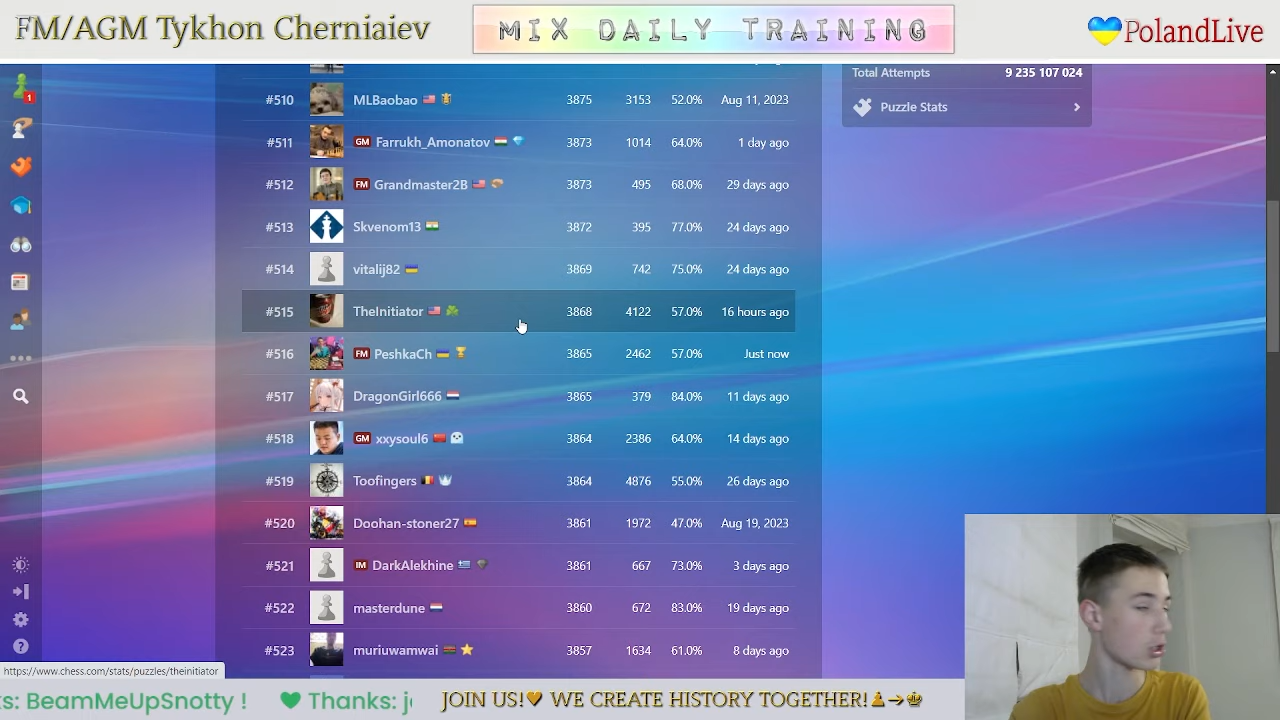 FM/AGM Tykhon Cherniaiev
MIX DAILY TRAINING
PolandLive
1
Total Attempts 9 235 107 024
Puzzle Stats
#510 MLBaobao 3875 3153 52.0% Aug 11, 2023
#511 GM Farrukh_Amonatov 3873 1014 64.0% 1 day ago
#512 FM Grandmaster2B 3873 495 68.0% 29 days ago
#513 Skvenom13 3872 395 77.0% 24 days ago
#514 vitalij82 3869 742 75.0% 24 days ago
#515 TheInitiator 3868 4122 57.0% 16 hours ago
#516 FM PeshkaCh 3865 2462 57.0% Just now
#517 DragonGirl666 3865 379 84.0% 11 days ago
#518 GM xxysoul6 3864 2386 64.0% 14 days ago
#519 Toofingers 3864 4876 55.0% 26 days ago
#520 Doohan-stoner27 3861 1972 47.0% Aug 19, 2023
#521 IM DarkAlekhine 3861 667 73.0% 3 days ago
#522 masterdune 3860 672 83.0% 19 days ago
#523 muriuwamwai 3857 1634 61.0% 8 days ago
https://www.chess.com/stats/puzzles/theinitiator
BeamMeUpSnotty ! Thanks:
JOIN US! WE CREATE HISTORY TOGETHER!